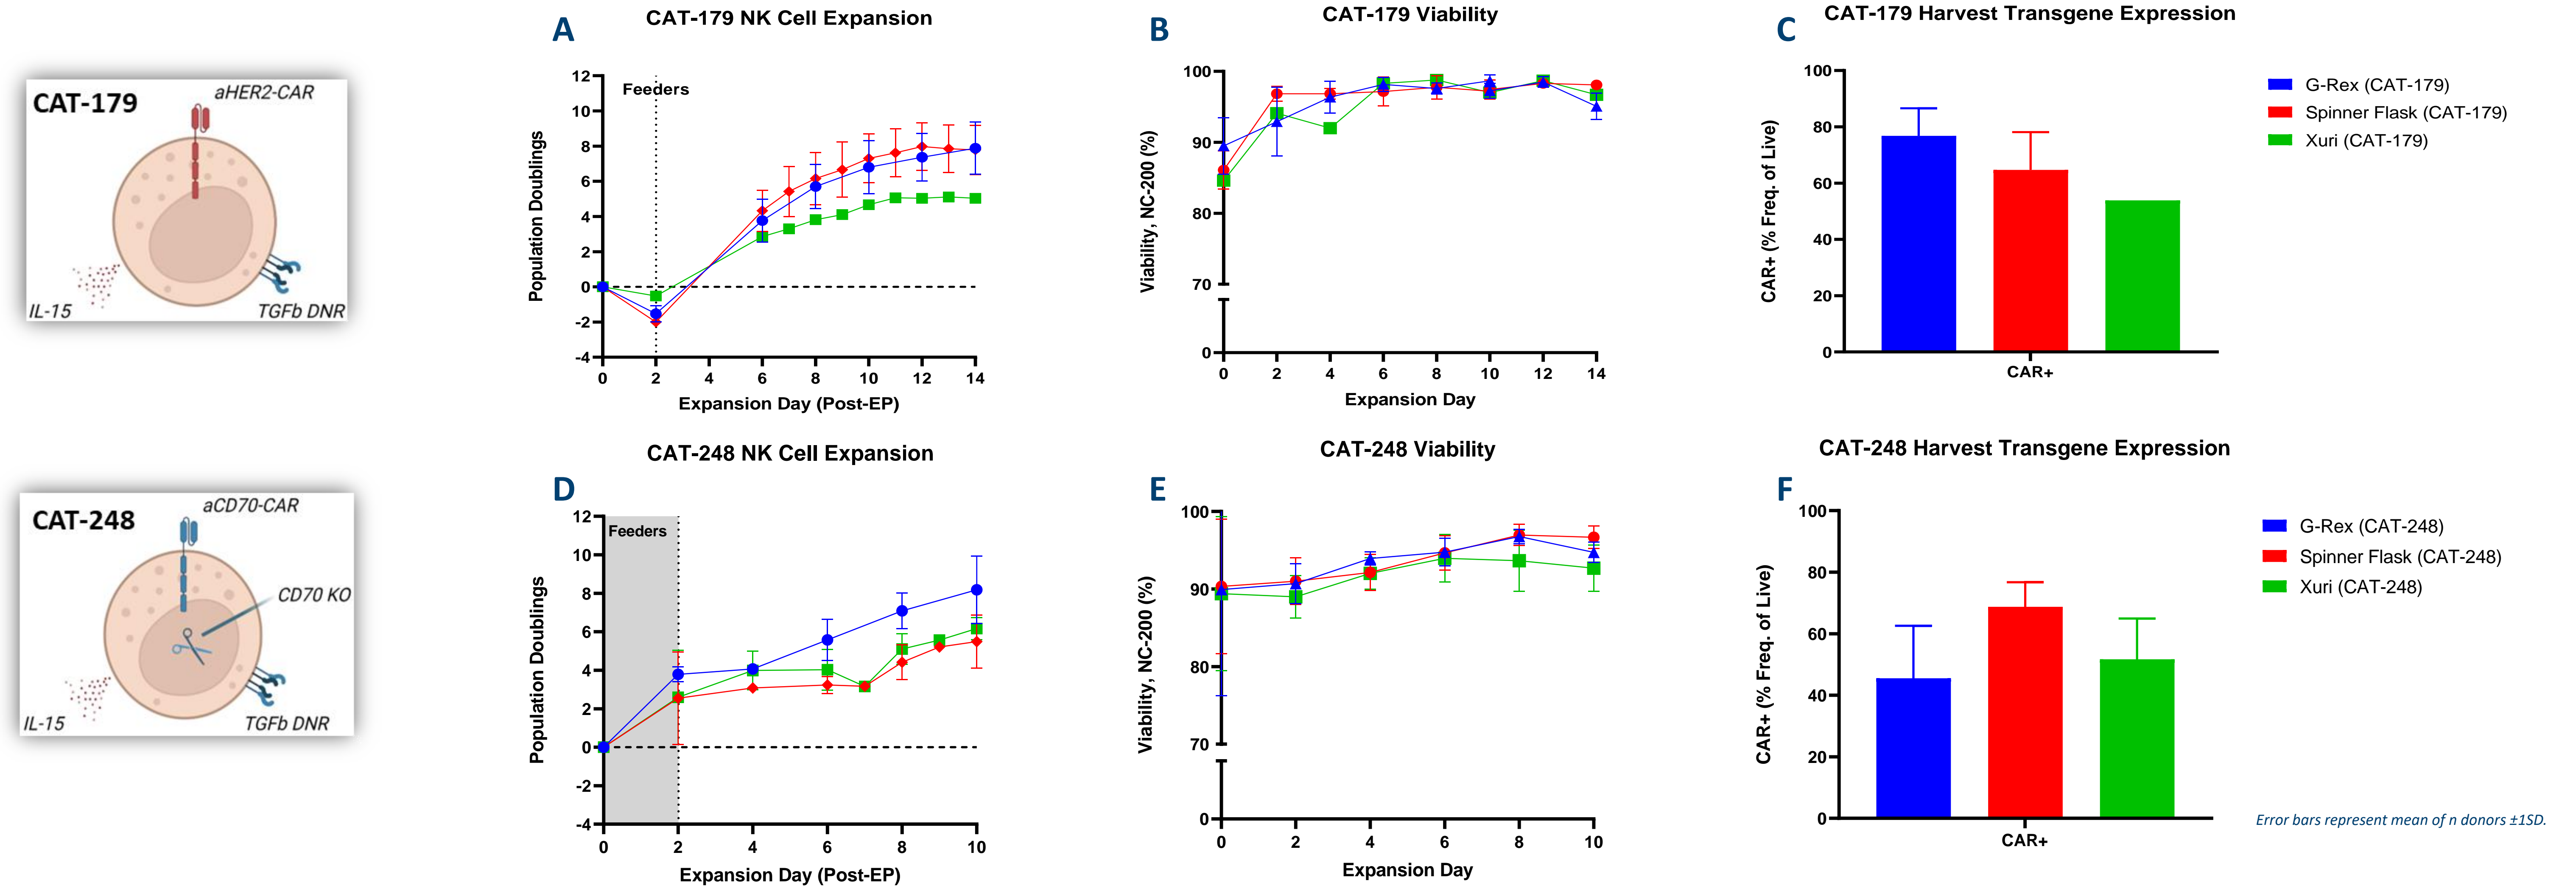 CAT-179
aHER2-CAR
IL-15
TGFb DNR
A
CAT-179 NK Cell Expansion
Feeders
Population Doublings
12
10
8
6
4
2
0
-2
-4
0 2 4 6 8 10 12 14
Expansion Day (Post-EP)
B
CAT-179 Viability
Viability, NC-200 (%)
100
90
80
70
0
0 2 4 6 8 10 12 14
Expansion Day
C
CAT-179 Harvest Transgene Expression
CAR+ (% Freq. of Live)
100
80
60
40
20
0
CAR+
G-Rex (CAT-179)
Spinner Flask (CAT-179)
Xuri (CAT-179)
CAT-248
aCD70-CAR
CD70 KO
IL-15
TGFb DNR
D
CAT-248 NK Cell Expansion
Feeders
Population Doublings
12
10
8
6
4
2
0
-2
-4
0 2 4 6 8 10
Expansion Day (Post-EP)
E
CAT-248 Viability
Viability, NC-200 (%)
100
90
80
70
0
0 2 4 6 8 10
Expansion Day
F
CAT-248 Harvest Transgene Expression
CAR+ (% Freq. of Live)
100
80
60
40
20
0
CAR+
G-Rex (CAT-248)
Spinner Flask (CAT-248)
Xuri (CAT-248)
Error bars represent mean of n donors ±1SD.